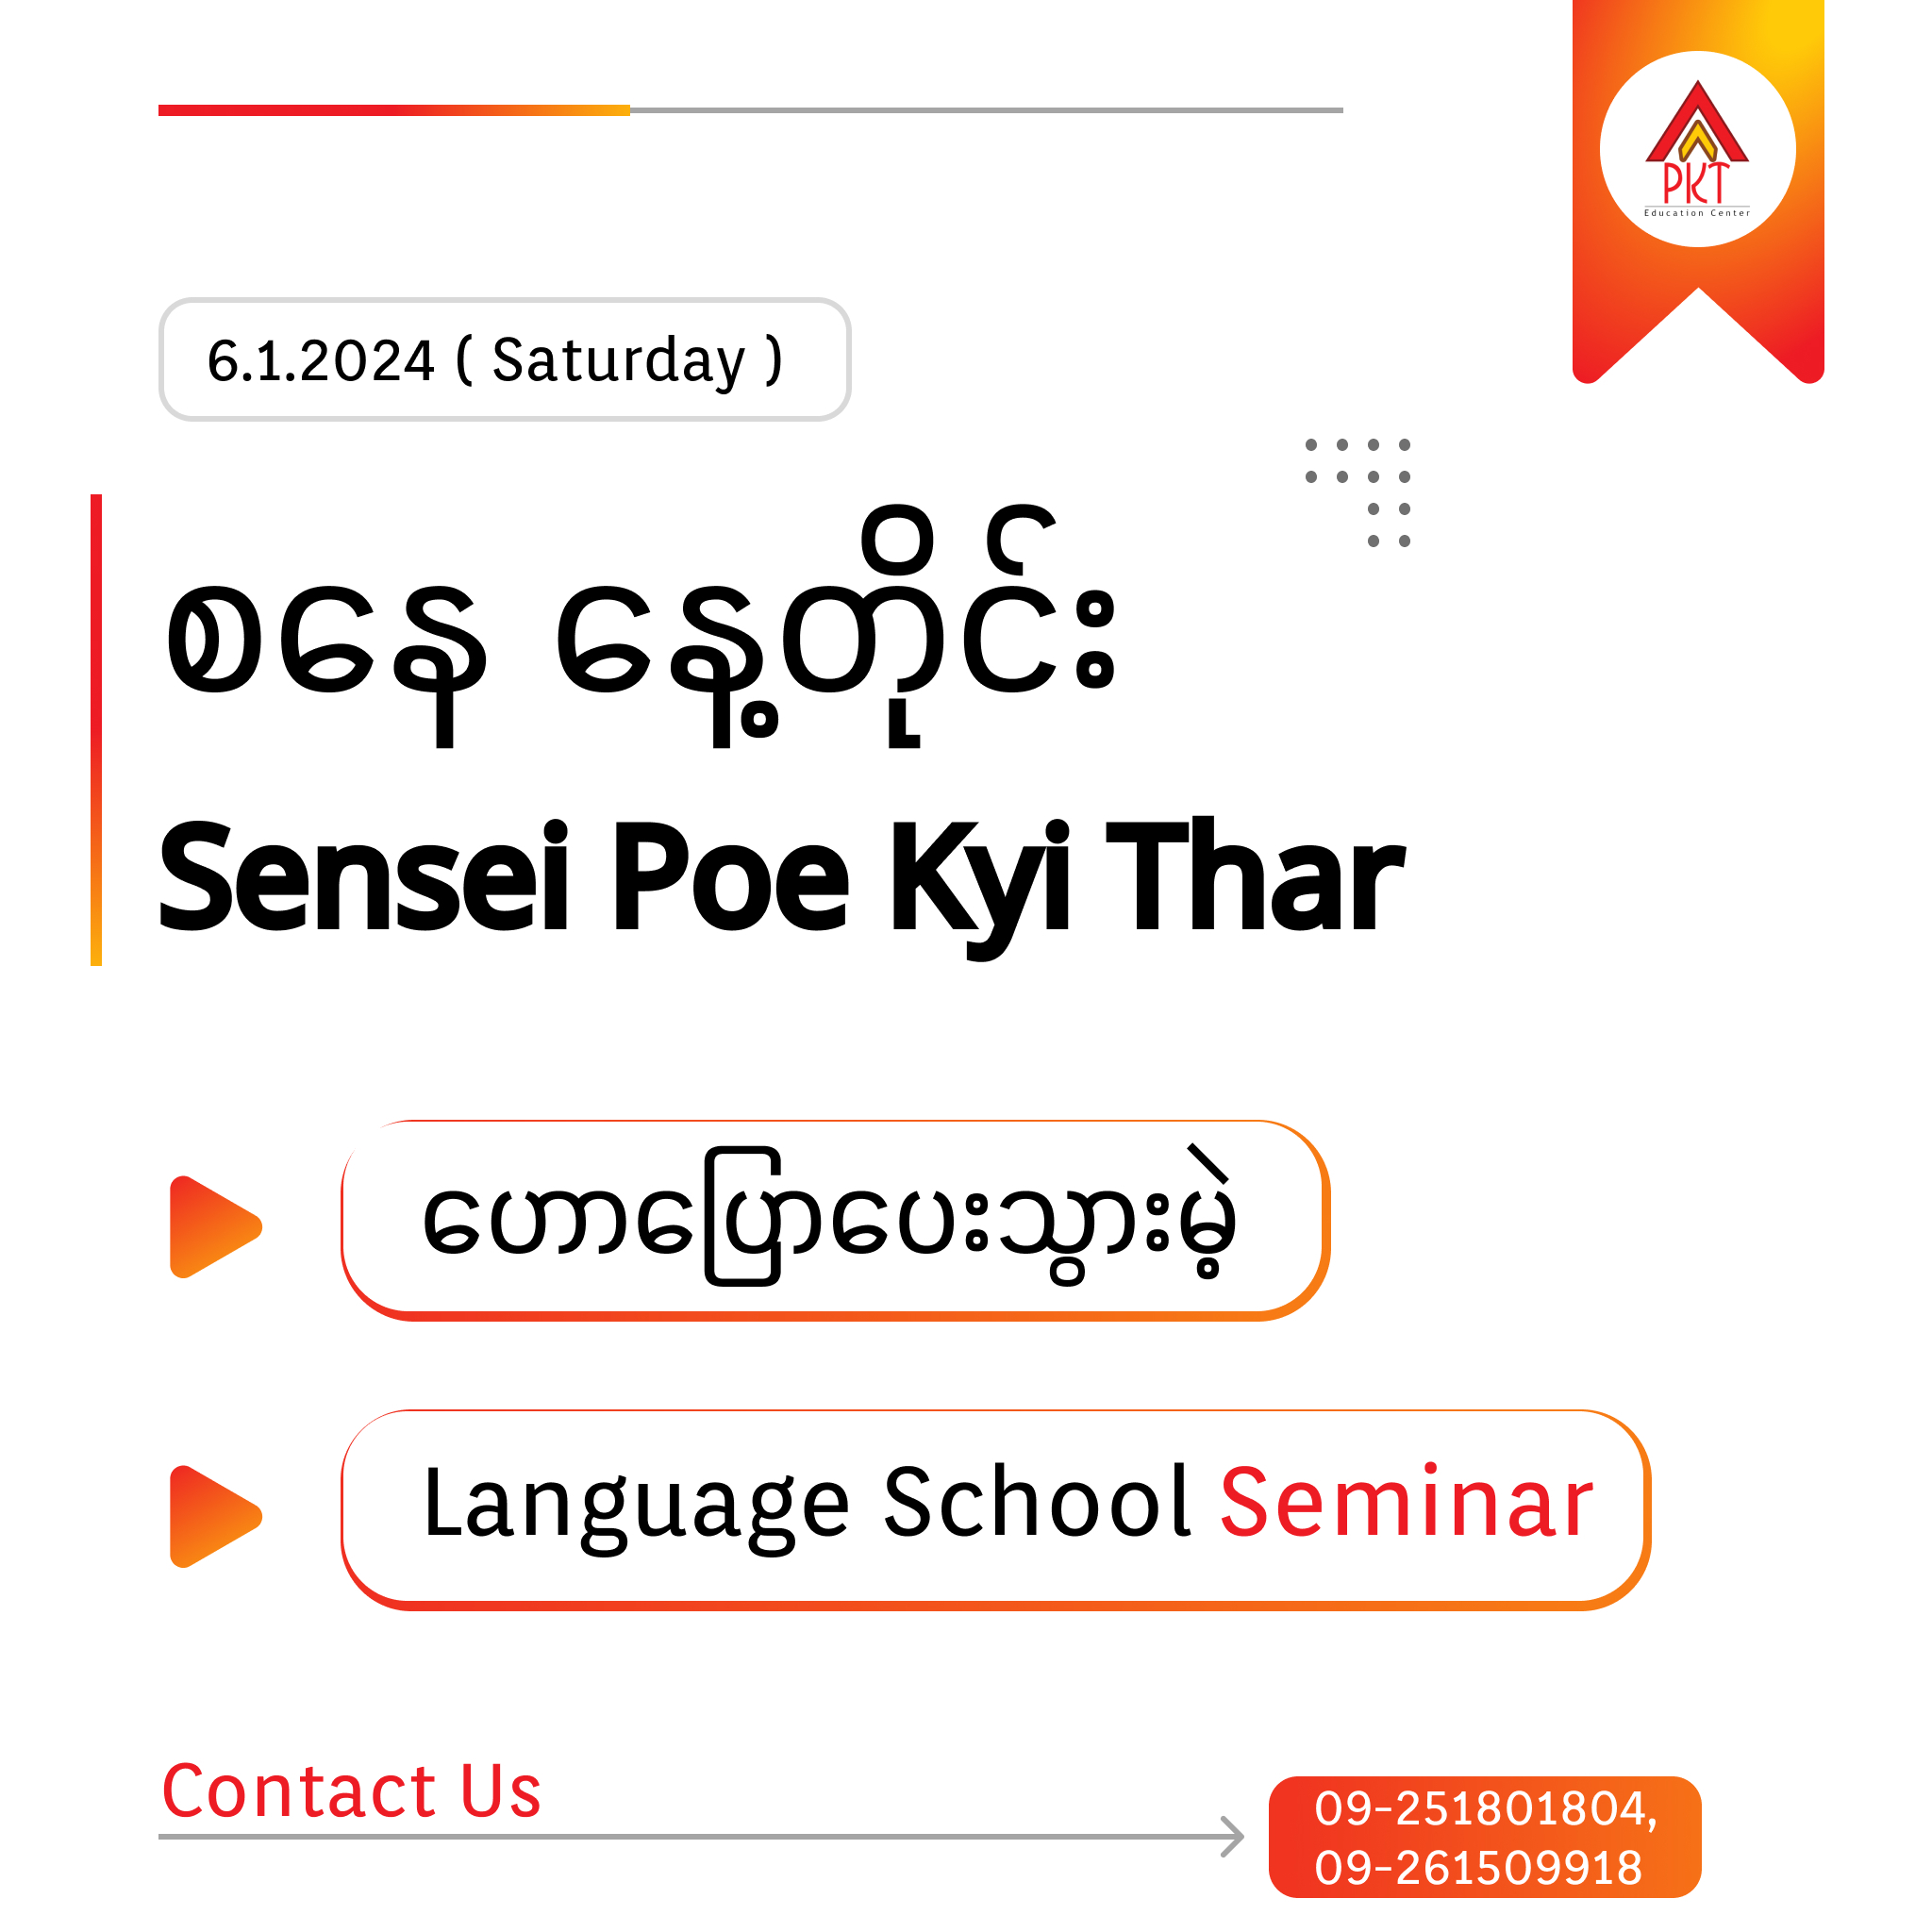 PKT
Education Center
6.1.2024 ( Saturday )
စနေ နေ့တိုင်း
Sensei Poe Kyi Thar
ဟောပြောပေးသွားမဲ့
Language School Seminar
Contact Us
09-251801804,
09-261509918